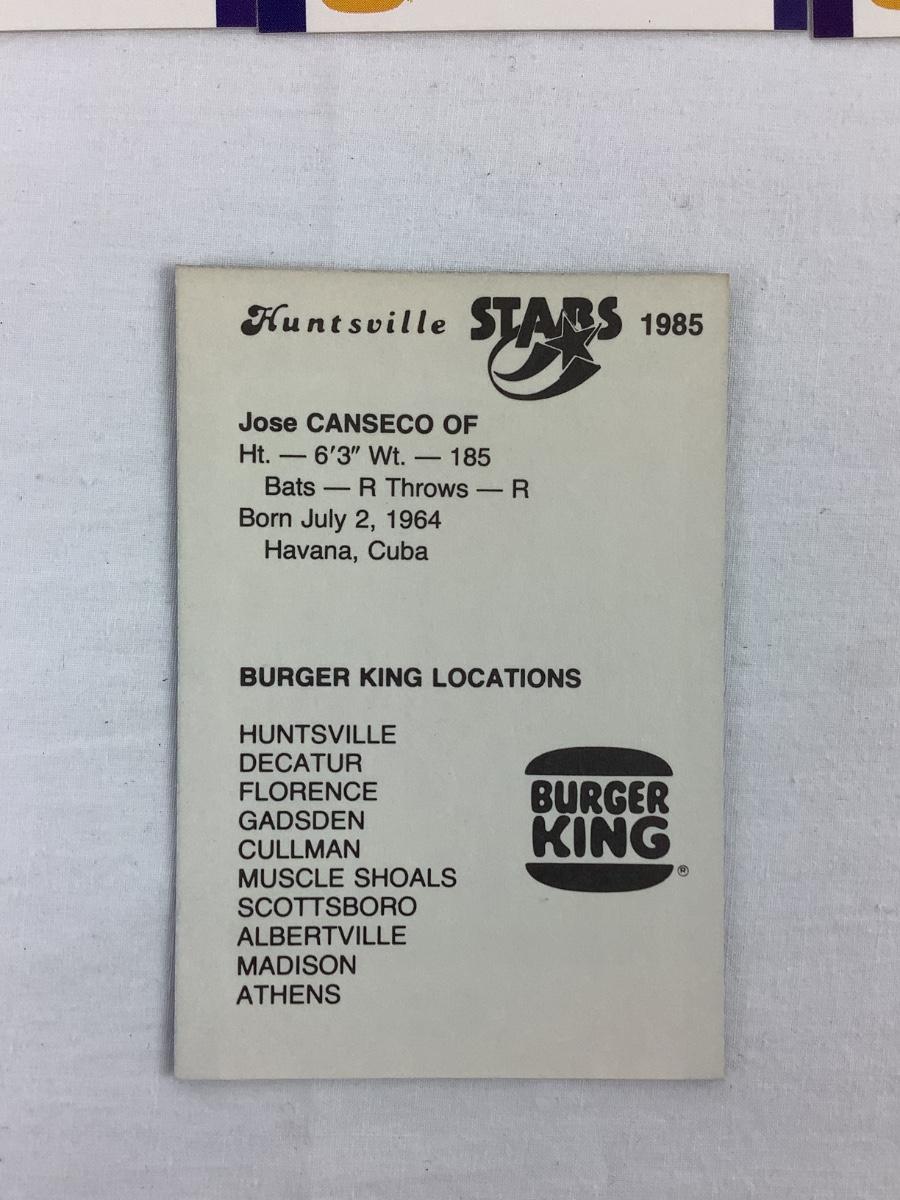 Huntsville STARS 1985
Jose CANSECO OF
Ht. — 6'3" Wt. — 185
Bats — R Throws — R
Born July 2, 1964
Havana, Cuba
BURGER KING LOCATIONS
HUNTSVILLE
DECATUR
FLORENCE
GADSDEN
CULLMAN
MUSCLE SHOALS
SCOTTSBORO
ALBERTVILLE
MADISON
ATHENS
BURGER
KING
®